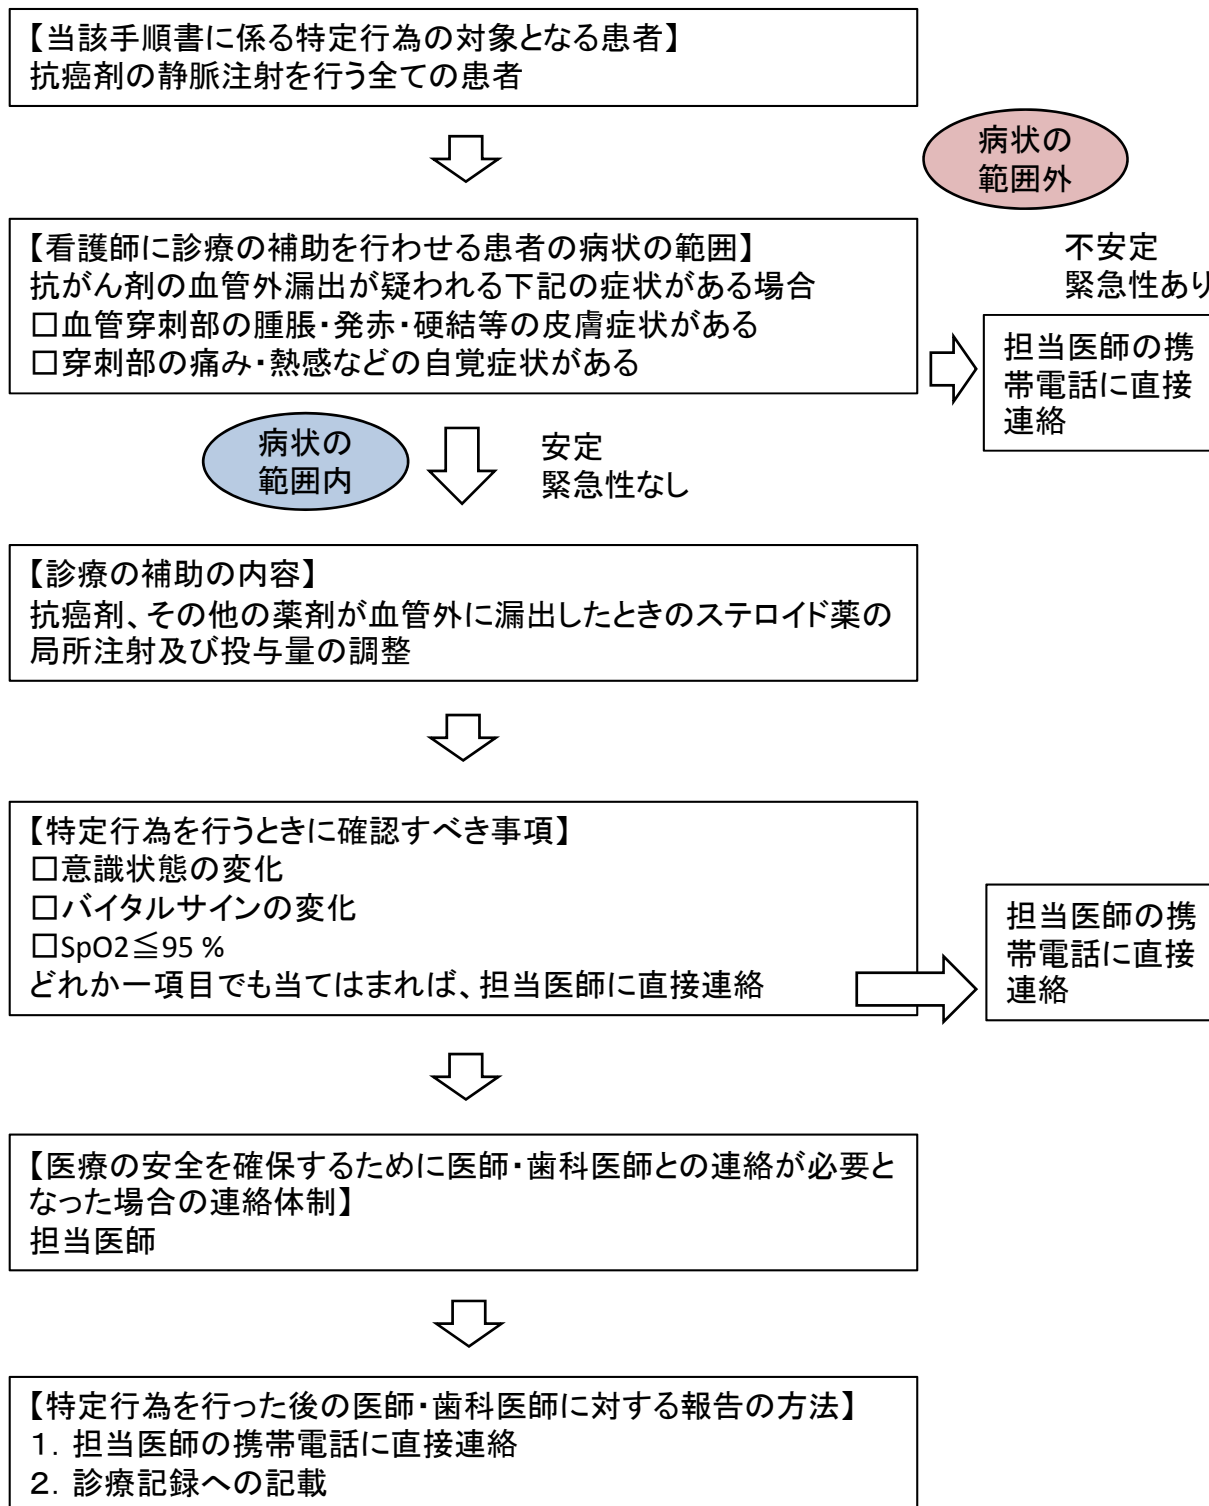 【当該手順書に係る特定行為の対象となる患者】
抗癌剤の静脈注射を行う全ての患者
病状の
範囲外
【看護師に診療の補助を行わせる患者の病状の範囲】
抗がん剤の血管外漏出が疑われる下記の症状がある場合
□血管穿刺部の腫脹・発赤・硬結等の皮膚症状がある
□穿刺部の痛み・熱感などの自覚症状がある
不安定
緊急性あり
担当医師の携
帯電話に直接
連絡
病状の
範囲内
安定
緊急性なし
【診療の補助の内容】
抗癌剤、その他の薬剤が血管外に漏出したときのステロイド薬の
局所注射及び投与量の調整
【特定行為を行うときに確認すべき事項】
□意識状態の変化
□バイタルサインの変化
□SpO2≦95 %
どれか一項目でも当てはまれば、担当医師に直接連絡
担当医師の携
帯電話に直接
連絡
【医療の安全を確保するために医師・歯科医師との連絡が必要と
なった場合の連絡体制】
担当医師
【特定行為を行った後の医師・歯科医師に対する報告の方法】
１．担当医師の携帯電話に直接連絡
２．診療記録への記載